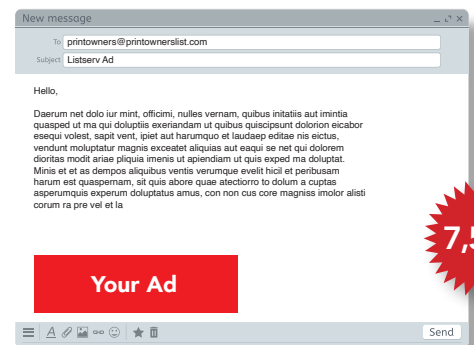 New message
To printowners@printownerslist.com
Subject Listserv Ad
Hello,
Daerum net dolo iur mint, officimi, nulles vernam, quibus initatiis aut imintia
quasped ut ma qui doluptiis exeriandam ut quibus quiscipsunt dolorion eicabor
esequi volest, sapit vent, ipiet aut harumquo et laudaep editae nis eictus,
vendunt moluptatur magnis exceatet aliquias aut eaqui se net qui dolorem
dioritas modit ariae pliquia imenis ut apiendiam ut quis exped ma doluptat.
Minis et et as dempos aliquibus ventis verumque evelit hicil et peribusam
harum est quaspernam, sit quis abore quae atectiorro to dolum a cuptas
asperumquis experum doluptatus amus, con non cus core magniss imolor alisti
corum ra pre vel et la
7,5
Your Ad
Send